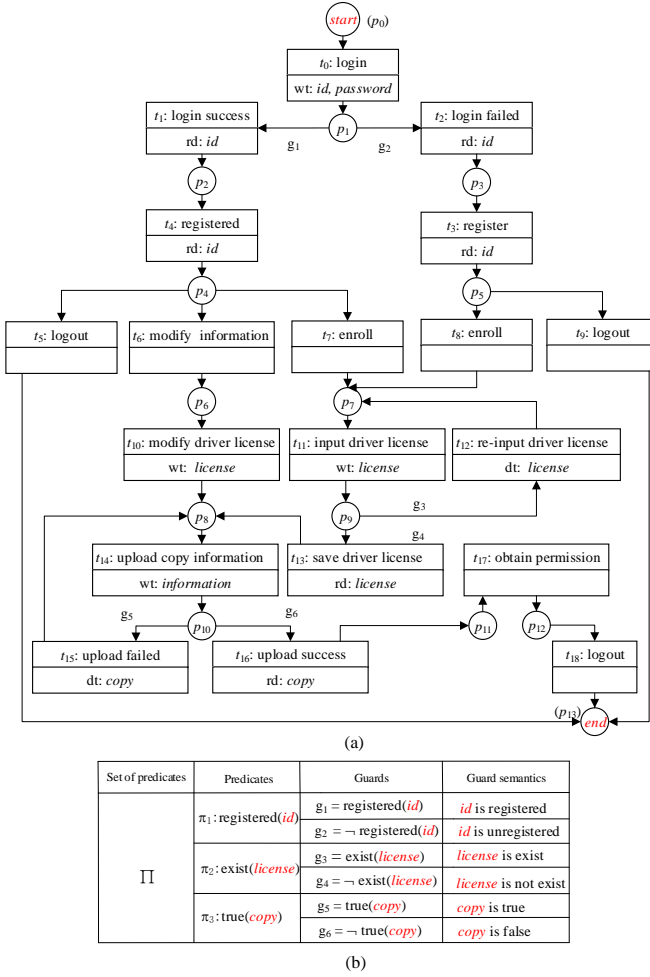 start (p0)
t0: login
wt: id, password
t1: login success
rd: id
p1
g1
g2
t2: login failed
rd: id
p2
p3
t4: registered
rd: id
t3: register
rd: id
p4
p5
t5: logout
t6: modify information
t7: enroll
t8: enroll
t9: logout
p6
p7
t10: modify driver license
wt: license
t11: input driver license
wt: license
t12: re-input driver license
dt: license
p8
p9
g3
g4
t14: upload copy information
wt: information
t13: save driver license
rd: license
t17: obtain permission
g5
p10
g6
p11
p12
t15: upload failed
dt: copy
t16: upload success
rd: copy
t18: logout
(p13)
end
(a)
Set of predicates Predicates Guards Guard semantics
Π
π1: registered(id) g1 = registered(id) id is registered
g2 = ¬ registered(id) id is unregistered
π2: exist(license) g3 = exist(license) license is exist
g4 = ¬ exist(license) license is not exist
π3: true(copy) g5 = true(copy) copy is true
g6 = ¬ true(copy) copy is false
(b)